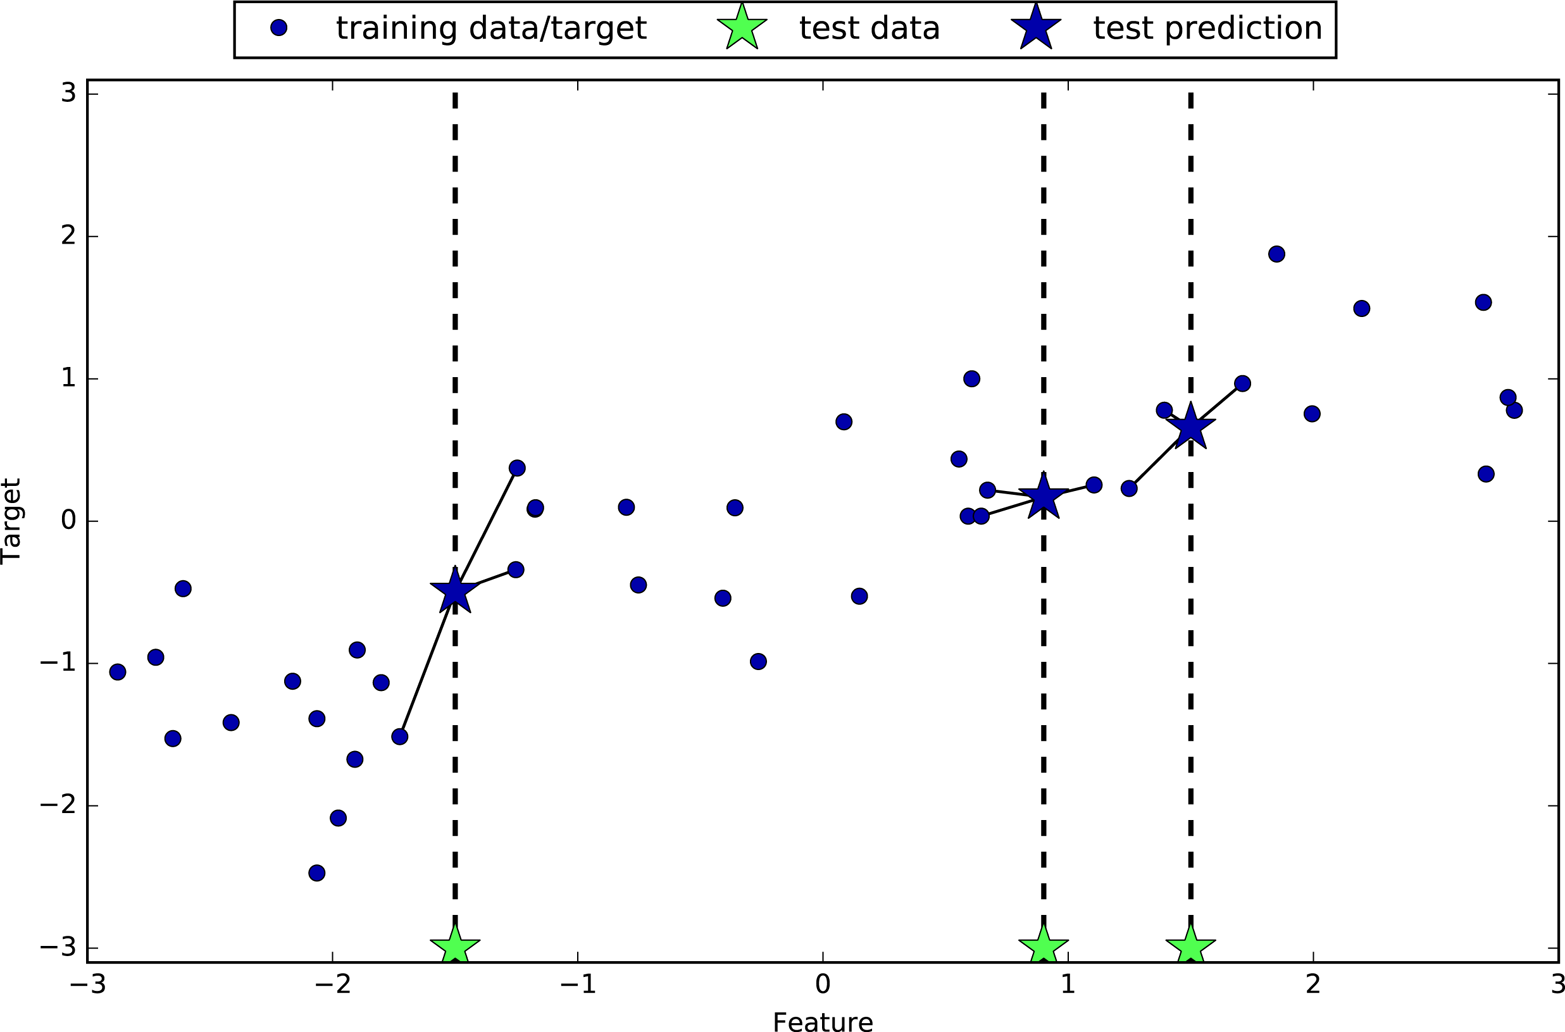 training data/target test data test prediction
3
2
1
0
−1
−2
−3
Target
−3 −2 −1 0 1 2 3
Feature